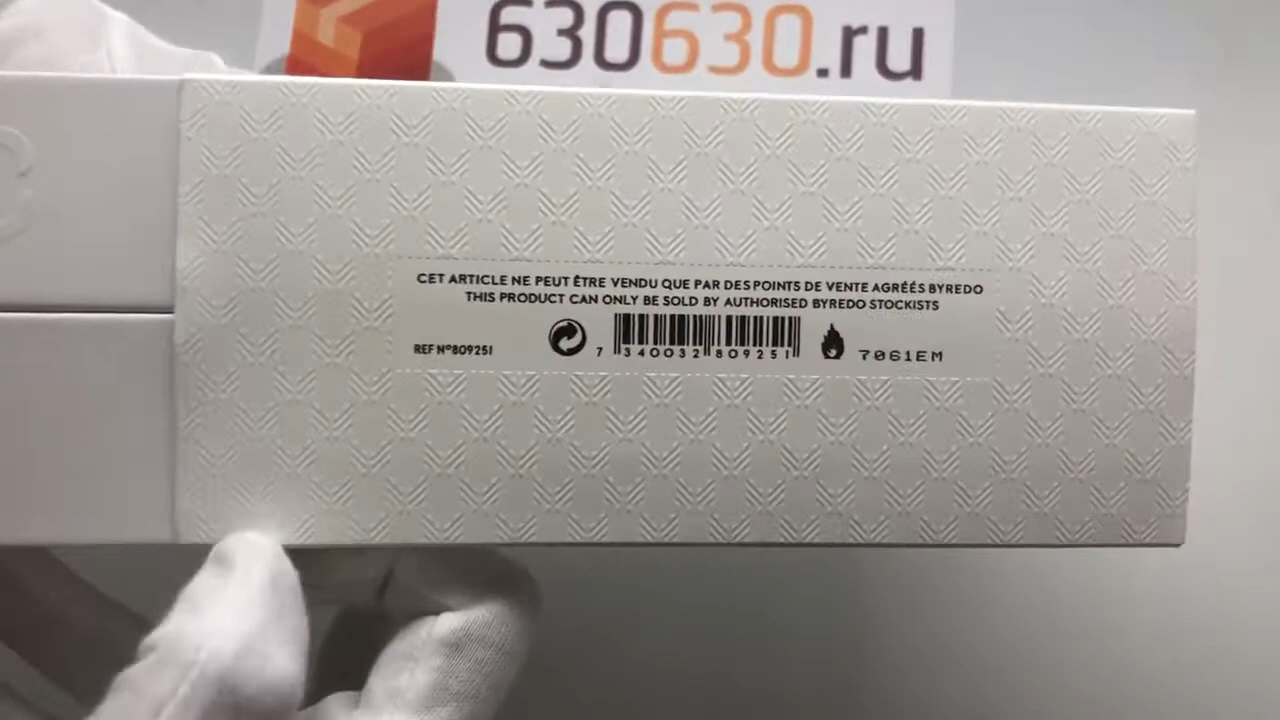 630630.ru
CET ARTICLE NE PEUT ÊTRE VENDU QUE PAR DES POINTS DE VENTE AGRÉÉS BYREDO
THIS PRODUCT CAN ONLY BE SOLD BY AUTHORISED BYREDO STOCKISTS
REF Nº809251
7 340032 809251
7061EM